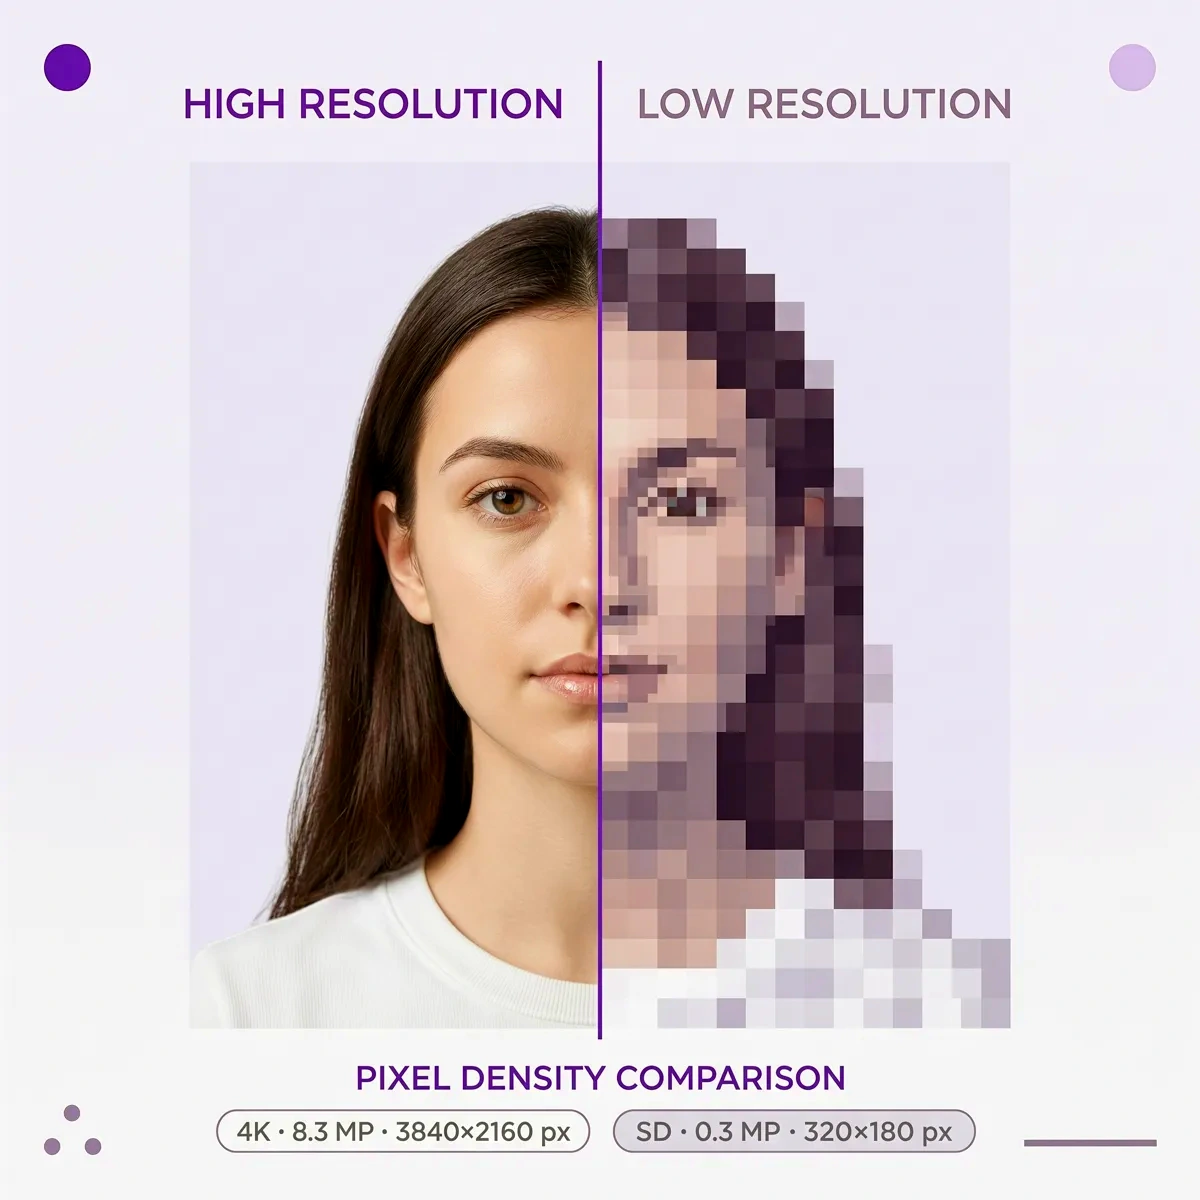 HIGH RESOLUTION
LOW RESOLUTION
PIXEL DENSITY COMPARISON
4K · 8.3 MP · 3840×2160 px
SD · 0.3 MP · 320×180 px